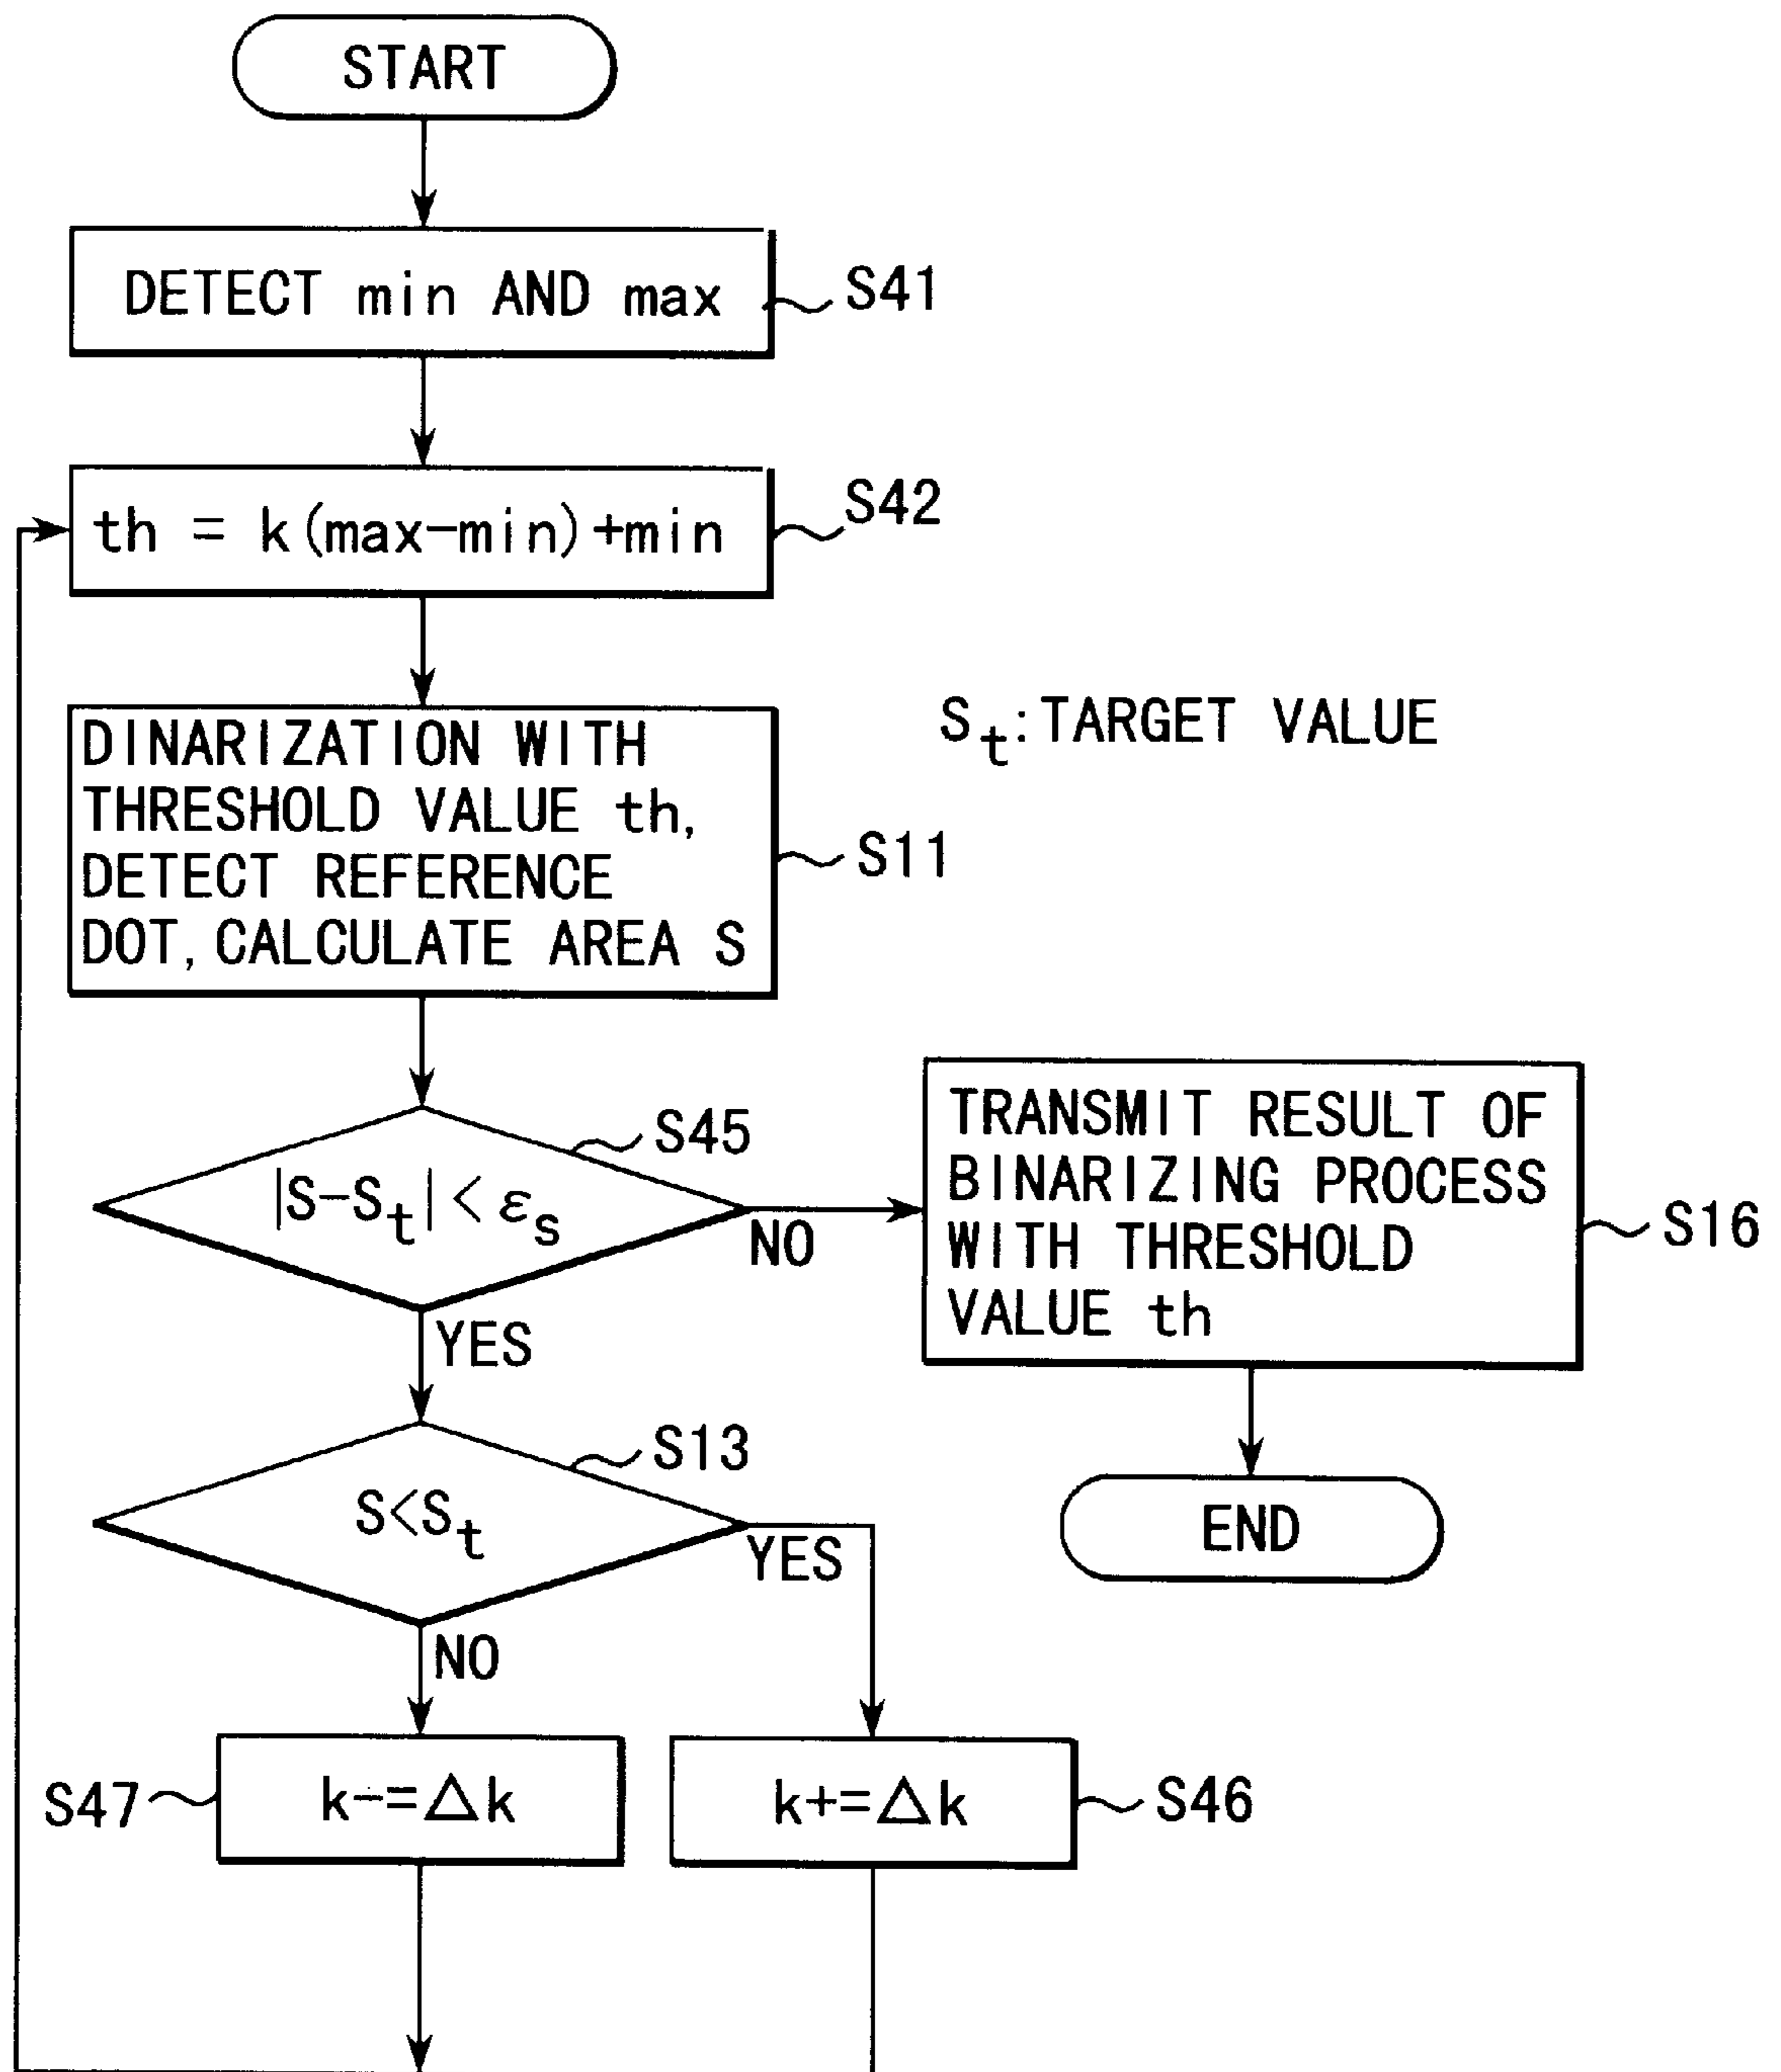 START
DETECT min AND max
S41
th = k(max-min)+min
S42
DINARIZATION WITH
THRESHOLD VALUE th,
DETECT REFERENCE
DOT, CALCULATE AREA S
S11
St: TARGET VALUE
|S-St| < εs
S45
NO
YES
TRANSMIT RESULT OF
BINARIZING PROCESS
WITH THRESHOLD
VALUE th
S16
END
S<St
S13
YES
NO
S47
k-=Δk
k+=Δk
S46